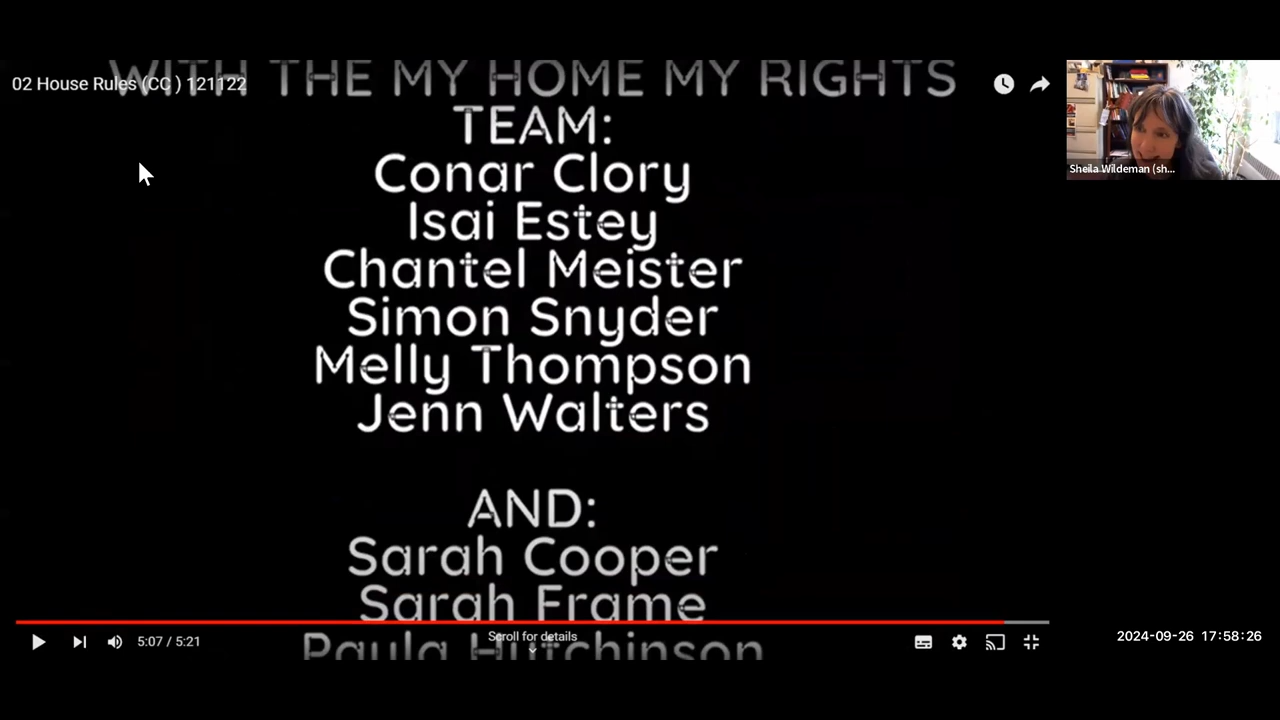 WITH THE MY HOME MY RIGHTS
02 House Rules (CC ) 121122
TEAM:
Conar Clory
Isai Estey
Chantel Meister
Simon Snyder
Melly Thompson
Jenn Walters
AND:
Sarah Cooper
Sarah Frame
Paula Hutchinson
Scroll for details
5:07 / 5:21
Sheila Wildeman (sh...
2024-09-26 17:58:26